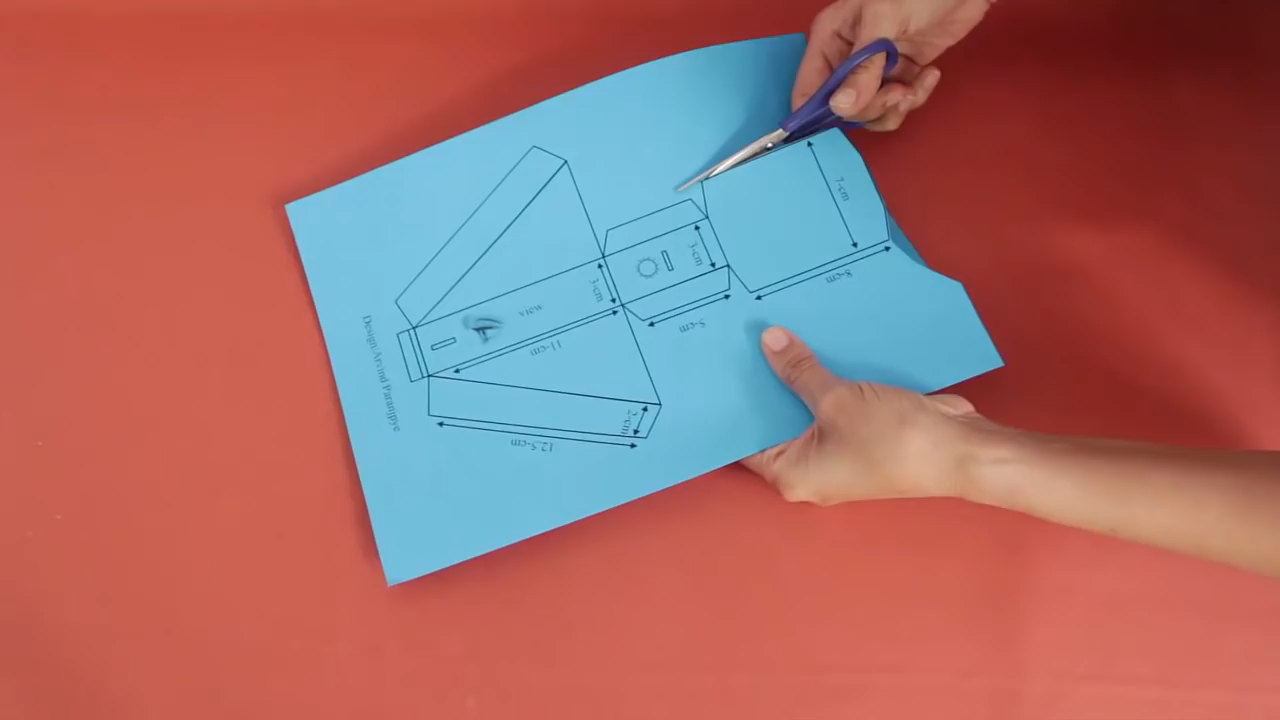 7-cm
8-cm
3-cm
5-cm
3-cm
view
11-cm
2-cm
12.5-cm
Design Arvind Paranjpye